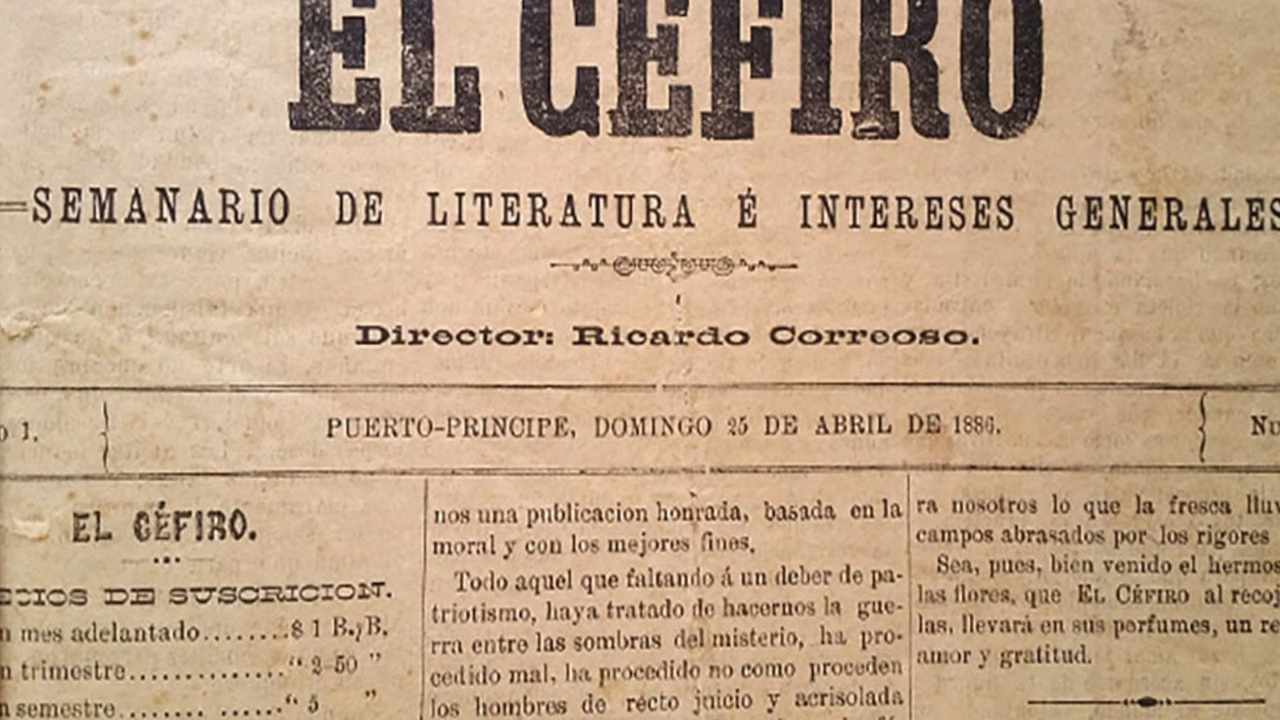 EL CEFIRO
SEMANARIO DE LITERATURA É INTERESES GENERALES
Director: Ricardo Correoso.
1.
PUERTO-PRINCIPE, DOMINGO 25 DE ABRIL DE 1886.
EL CÉFIRO.
DE SUSCRICION.
mes adelantado.......$ 1 B.,B.
trimestre..............“ 2-50 ”
semestre........ ......“ 5 ”
nos una publicacion honrada, basada en la
moral y con los mejores fines.
Todo aquel que faltando á un deber de pa-
triotismo, haya tratado de hacernos la gue-
rra entre las sombras del misterio, ha pro-
cedido mal, ha procedido no como proceden
los hombres de recto juicio y acrisolada
ra nosotros lo que la fresca
campos abrasados por los rigores
Sea, pues, bien venido el
las flores, que EL CÉFIRO al
las, llevará en sus perfumes, un
amor y gratitud.